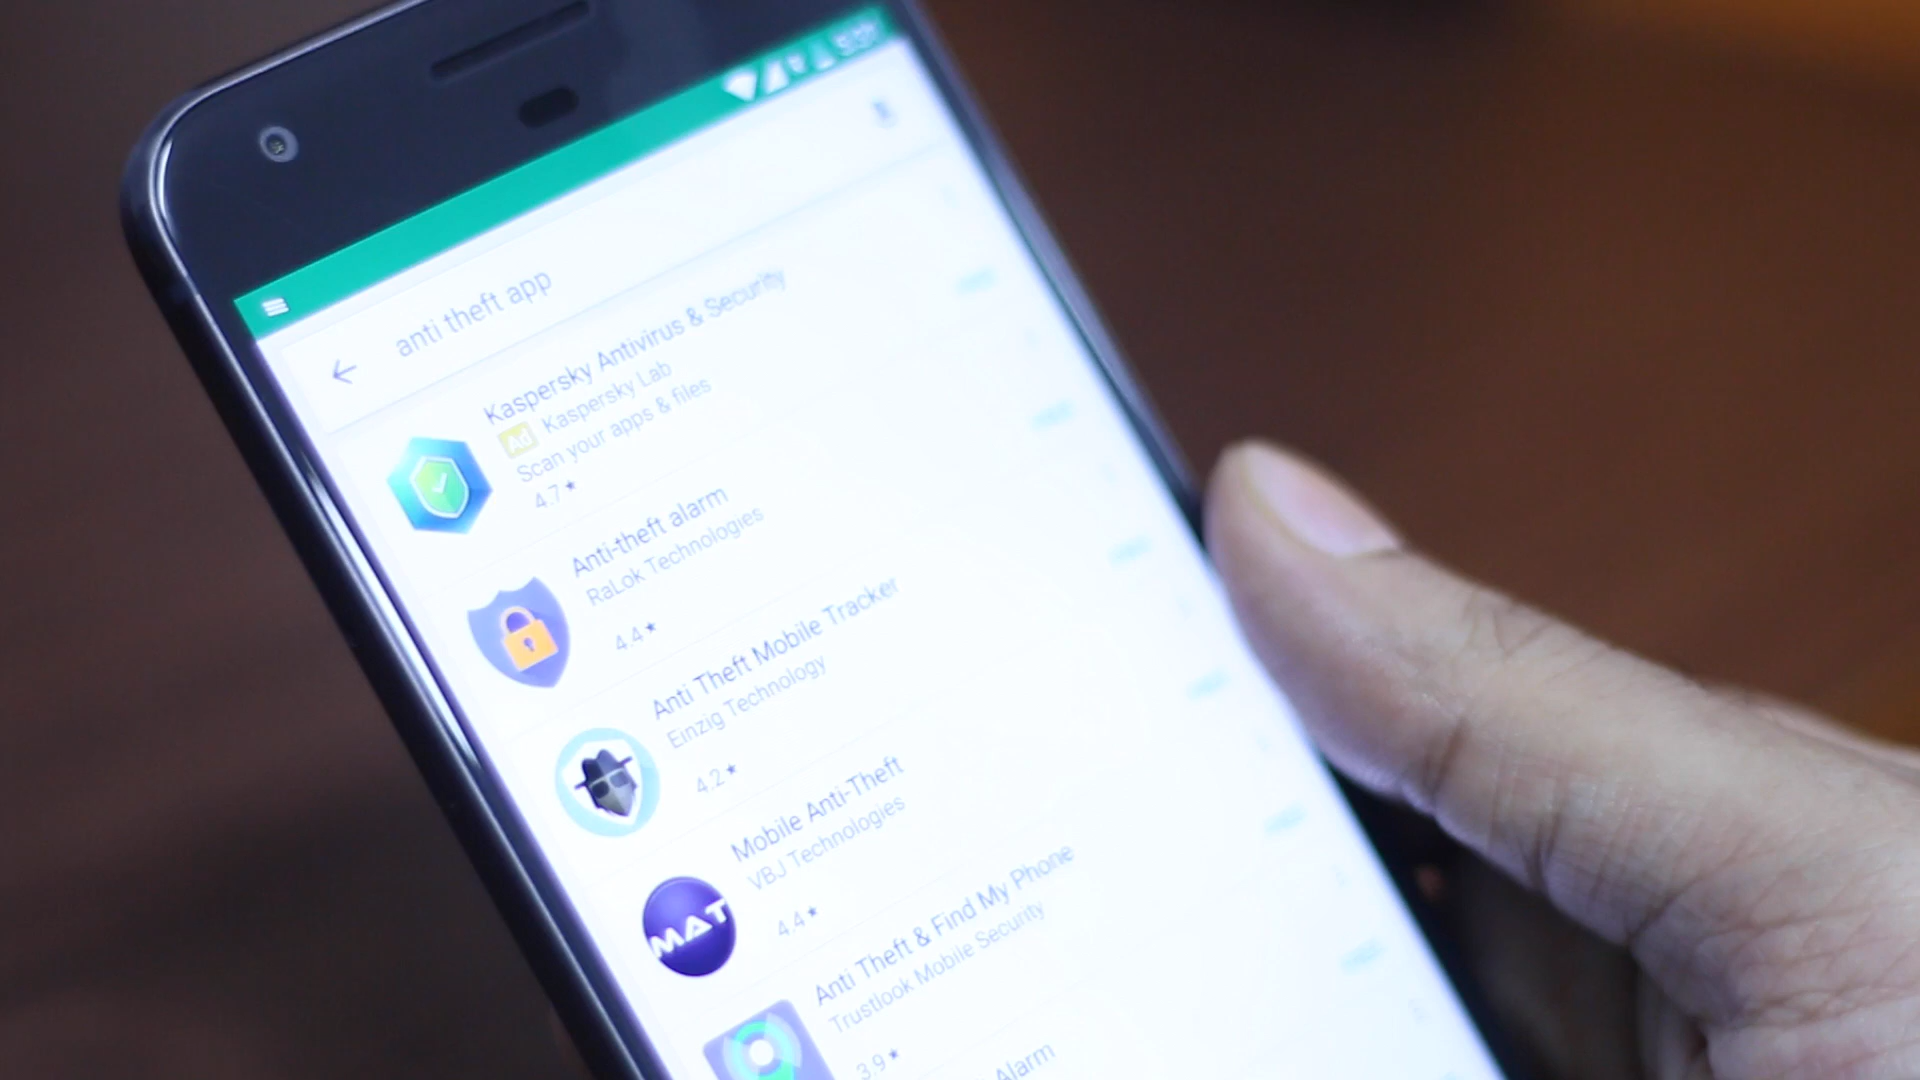 anti theft app
Kaspersky Antivirus & Security
Ad Kaspersky Lab
Scan your apps & files
4.7★
Anti-theft alarm
RaLok Technologies
4.4★
Anti Theft Mobile Tracker
Einzig Technology
4.2★
Mobile Anti-Theft
VBJ Technologies
4.4★
MAT
Anti Theft & Find My Phone
Trustlook Mobile Security
3.9★
Alarm